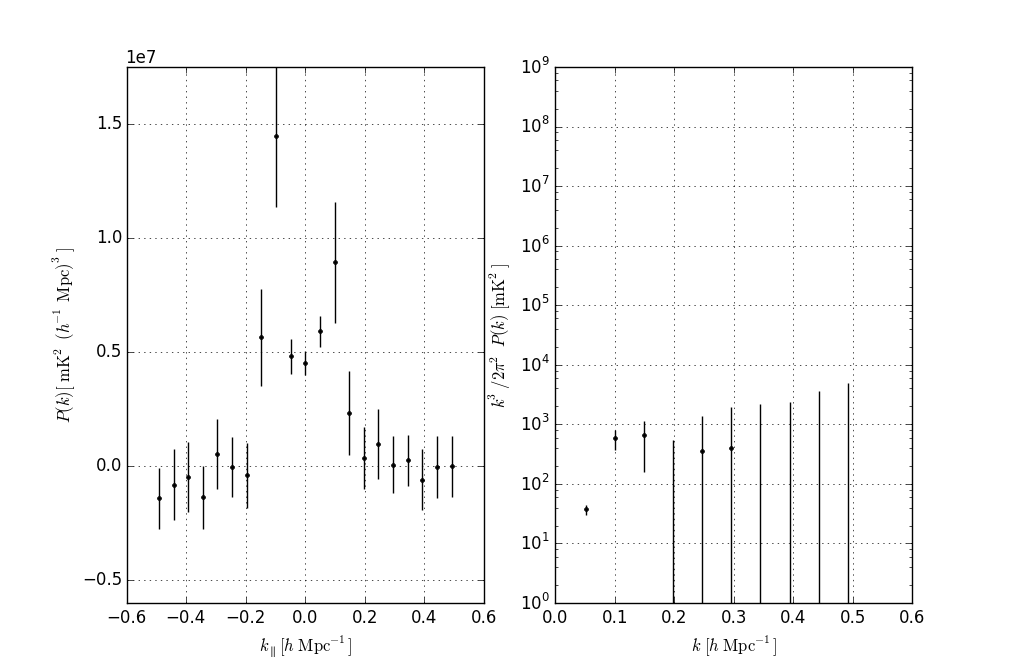 1e7
1.5
1.0
0.5
0.0
−0.5
−0.6 −0.4 −0.2 0.0 0.2 0.4 0.6
P(k)[ mK² (h⁻¹ Mpc)³ ]
k∥ [h Mpc⁻¹]
10⁹
10⁸
10⁷
10⁶
10⁵
10⁴
10³
10²
10¹
10⁰
0.0 0.1 0.2 0.3 0.4 0.5 0.6
k³/2π² P(k) [mK²]
k [h Mpc⁻¹]